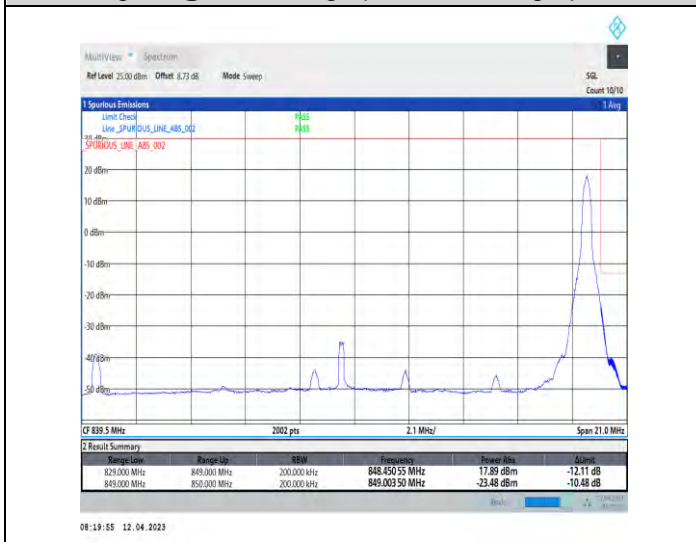 MultiView Spectrum
Ref Level 25.00 dBm Offset 8.73 dB Mode Sweep SGL
Count 10/10
1 Spurious Emissions 1 Avg
Limit Check PASS
Line _SPURIOUS_LINE_ABS_002 PASS
_SPURIOUS_LINE_ABS_002
20 dBm
10 dBm
0 dBm
-10 dBm
-20 dBm
-30 dBm
-40 dBm
-50 dBm
CF 839.5 MHz 2002 pts 2.1 MHz/ Span 21.0 MHz
2 Result Summary
Range Low Range Up RBW Frequency Power Abs ΔLimit
829.000 MHz 849.000 MHz 200.000 kHz 848.450 55 MHz 17.89 dBm -12.11 dB
849.000 MHz 850.000 MHz 200.000 kHz 849.003 50 MHz -23.48 dBm -10.48 dB
08:19:55 12.04.2023